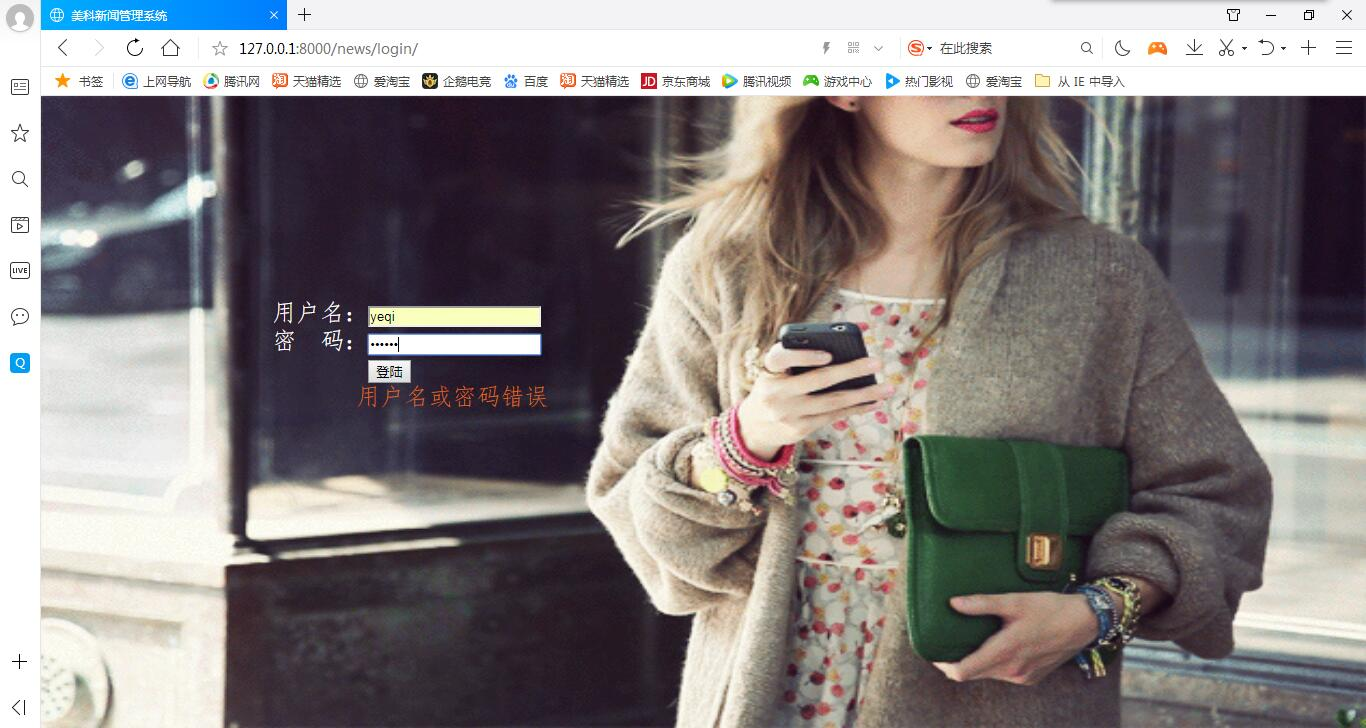 美科新闻管理系统
127.0.0.1:8000/news/login/
在此搜索
书签 上网导航 腾讯网 天猫精选 爱淘宝 企鹅电竞 百度 天猫精选 京东商城 腾讯视频 游戏中心 热门影视 爱淘宝 从 IE 中导入
LIVE
用户名： yeqi
密 码： ••••••
登陆
用户名或密码错误